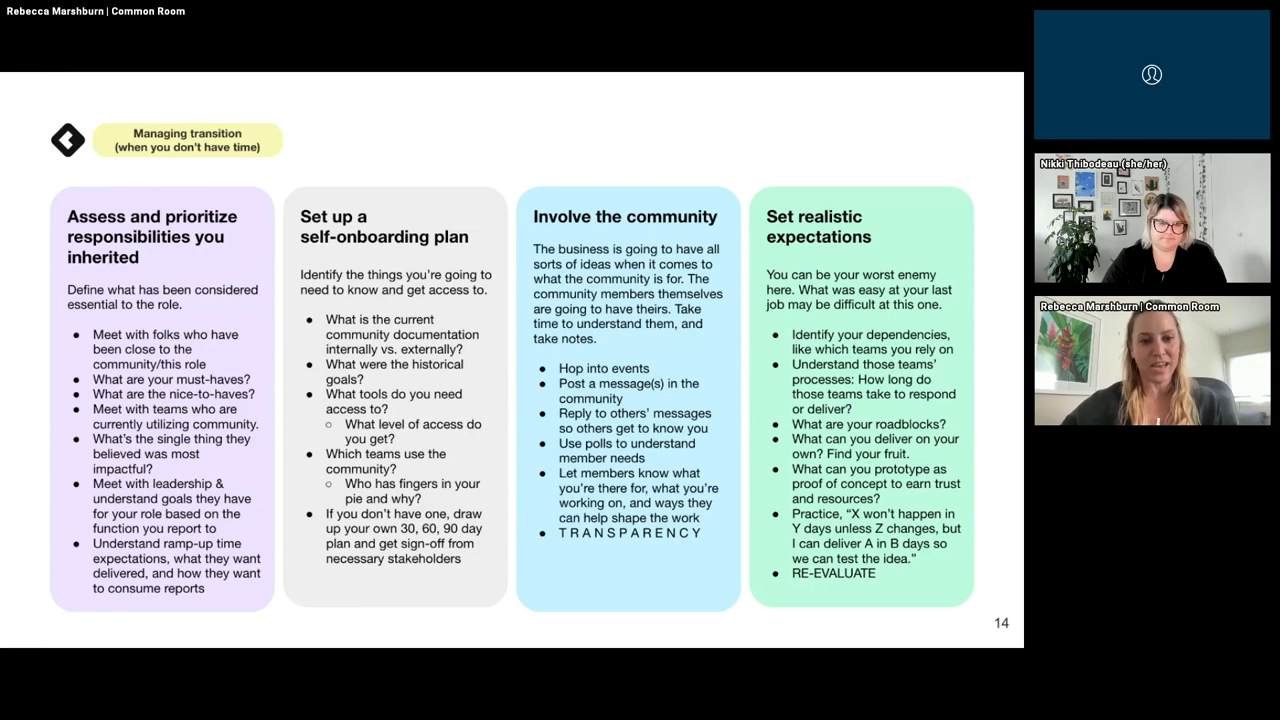 Rebecca Marshburn | Common Room
Managing transition
(when you don't have time)
Assess and prioritize
responsibilities you
inherited
Define what has been considered
essential to the role.
● Meet with folks who have
been close to the
community/this role
● What are your must-haves?
● What are the nice-to-haves?
● Meet with teams who are
currently utilizing community.
● What's the single thing they
believed was most
impactful?
● Meet with leadership &
understand goals they have
for your role based on the
function you report to
● Understand ramp-up time
expectations, what they want
delivered, and how they want
to consume reports
Set up a
self-onboarding plan
Identify the things you're going to
need to know and get access to.
● What is the current
community documentation
internally vs. externally?
● What were the historical
goals?
● What tools do you need
access to?
○ What level of access do
you get?
● Which teams use the
community?
○ Who has fingers in your
pie and why?
● If you don't have one, draw
up your own 30, 60, 90 day
plan and get sign-off from
necessary stakeholders
Involve the community
The business is going to have all
sorts of ideas when it comes to
what the community is for. The
community members themselves
are going to have theirs. Take
time to understand them, and
take notes.
● Hop into events
● Post a message(s) in the
community
● Reply to others' messages
so others get to know you
● Use polls to understand
member needs
● Let members know what
you're there for, what you're
working on, and ways they
can help shape the work
● T R A N S P A R E N C Y
Set realistic
expectations
You can be your worst enemy
here. What was easy at your last
job may be difficult at this one.
● Identify your dependencies,
like which teams you rely on
● Understand those teams'
processes: How long do
those teams take to respond
or deliver?
● What are your roadblocks?
● What can you deliver on your
own? Find your fruit.
● What can you prototype as
proof of concept to earn trust
and resources?
● Practice, "X won't happen in
Y days unless Z changes, but
I can deliver A in B days so
we can test the idea."
● RE-EVALUATE
14
Nikki Thibodeau (she/her)
Rebecca Marshburn | Common Room